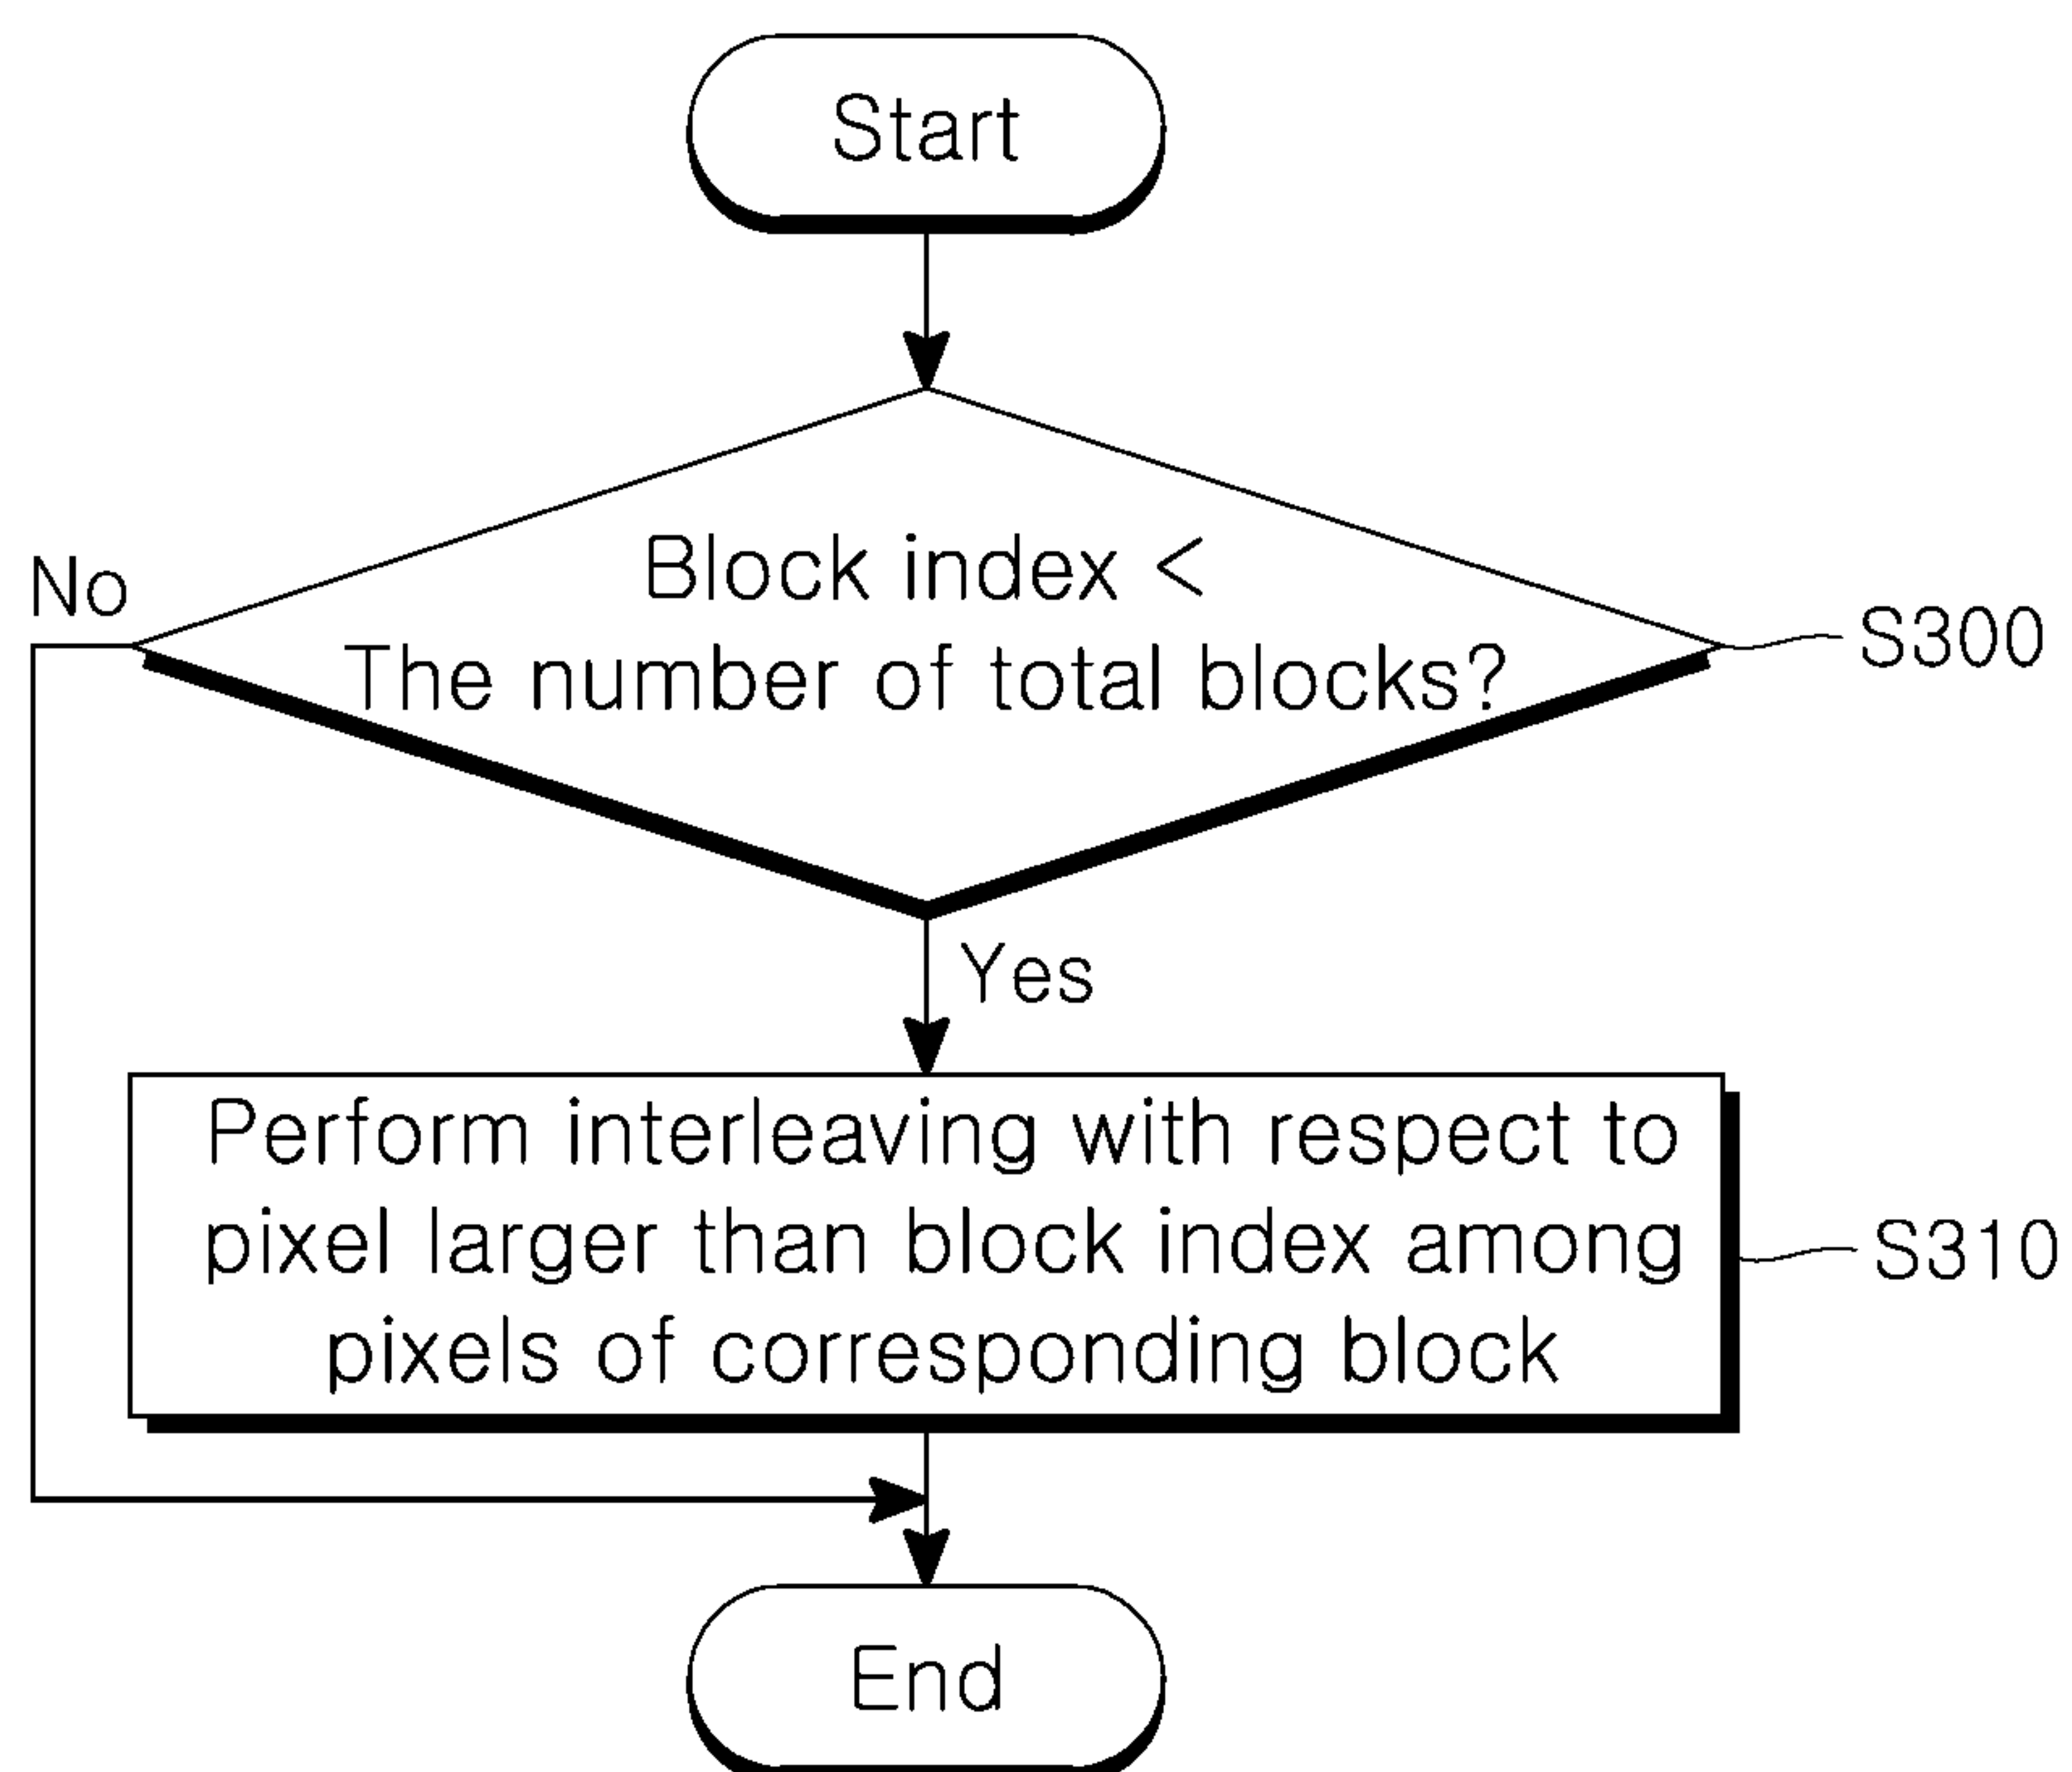 Start
Block index <
The number of total blocks?
No
S300
Yes
Perform interleaving with respect to
pixel larger than block index among
pixels of corresponding block
S310
End